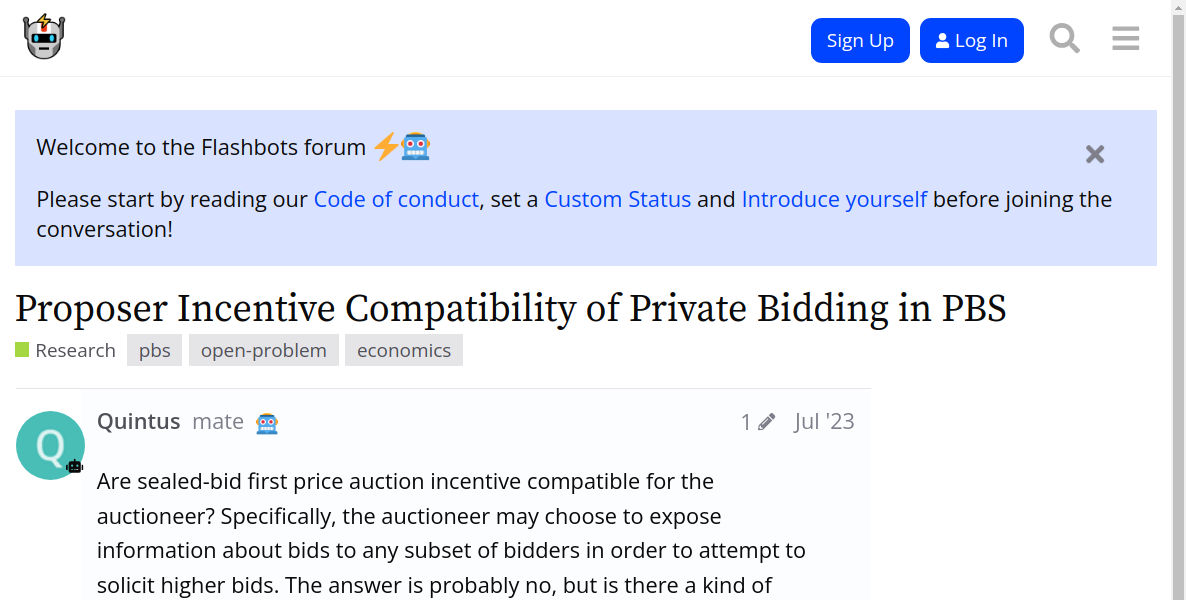 Sign Up
Log In
Welcome to the Flashbots forum
Please start by reading our Code of conduct, set a Custom Status and Introduce yourself before joining the
conversation!
Proposer Incentive Compatibility of Private Bidding in PBS
Research pbs open-problem economics
Q
Quintus mate 1 Jul '23
Are sealed-bid first price auction incentive compatible for the
auctioneer? Specifically, the auctioneer may choose to expose
information about bids to any subset of bidders in order to attempt to
solicit higher bids. The answer is probably no, but is there a kind of